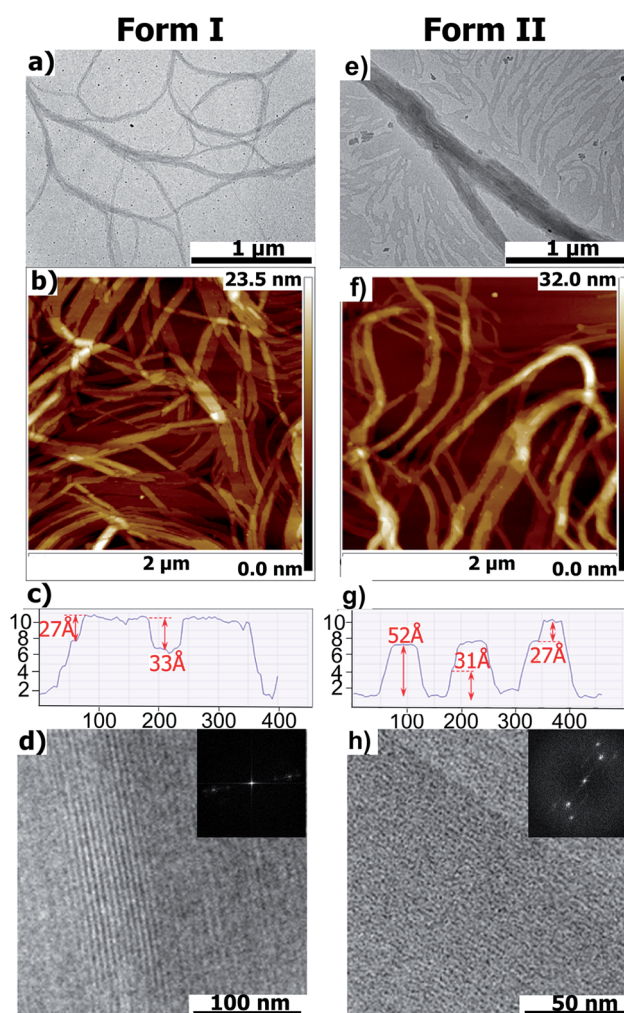 Form I
Form II
a)
1 μm
e)
1 μm
b)
23.5 nm
2 μm
0.0 nm
f)
32.0 nm
2 μm
0.0 nm
c)
10
8
6
4
2
27Å
33Å
100
200
300
400
g)
10
8
6
4
2
52Å
31Å
27Å
100
200
300
400
d)
100 nm
h)
50 nm